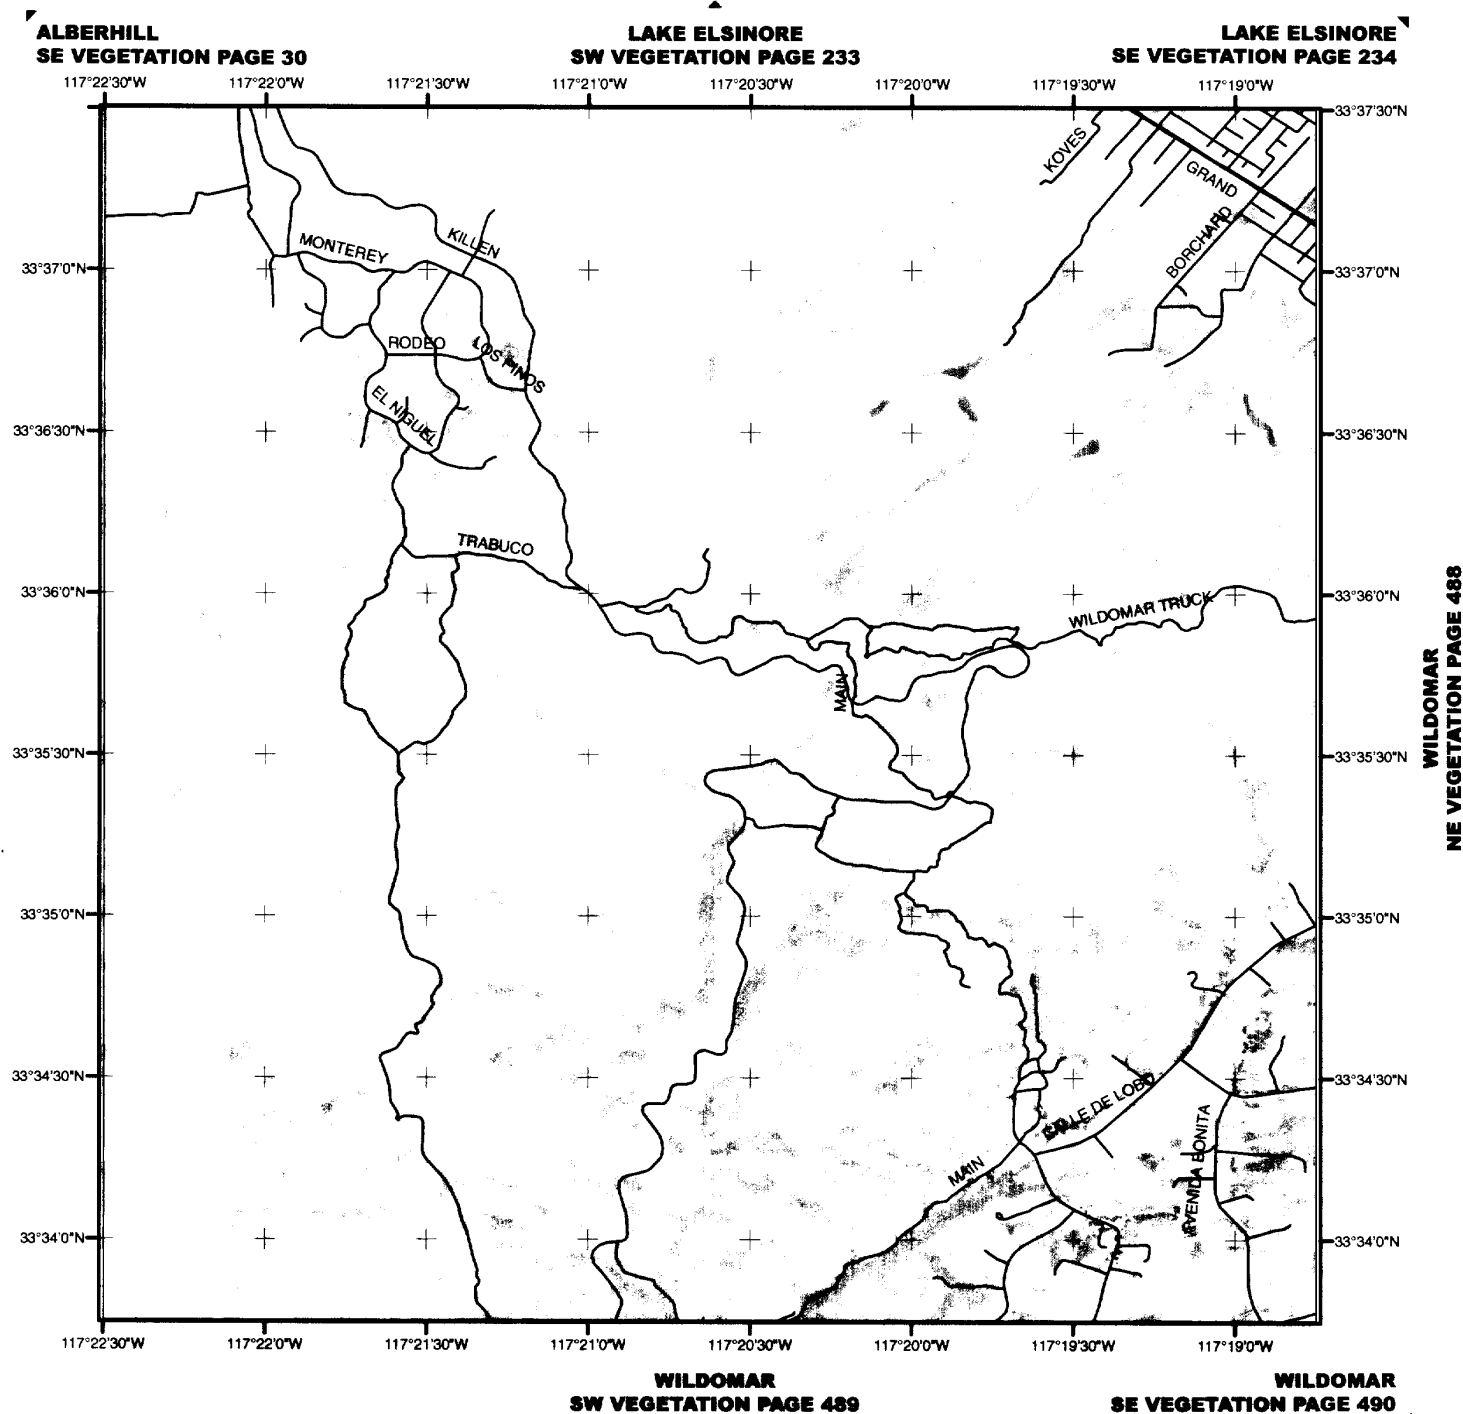 ALBERHILL
SE VEGETATION PAGE 30
LAKE ELSINORE
SW VEGETATION PAGE 233
LAKE ELSINORE
SE VEGETATION PAGE 234
117°22'30"W 117°22'0"W 117°21'30"W 117°21'0"W 117°20'30"W 117°20'0"W 117°19'30"W 117°19'0"W
33°37'30"N
KOVES
GRAND
BORCHARD
MONTEREY
KILLEN
33°37'0"N 33°37'0"N
RODEO
LOS PINOS
EL NIGUEL
33°36'30"N 33°36'30"N
TRABUCO
33°36'0"N 33°36'0"N
WILDOMAR TRUCK
MAIN
WILDOMAR
NE VEGETATION PAGE 488
33°35'30"N 33°35'30"N
33°35'0"N 33°35'0"N
33°34'30"N 33°34'30"N
CALLE DE LOBO
AVENIDA BONITA
MAIN
33°34'0"N 33°34'0"N
117°22'30"W 117°22'0"W 117°21'30"W 117°21'0"W 117°20'30"W 117°20'0"W 117°19'30"W 117°19'0"W
WILDOMAR
SW VEGETATION PAGE 489
WILDOMAR
SE VEGETATION PAGE 490